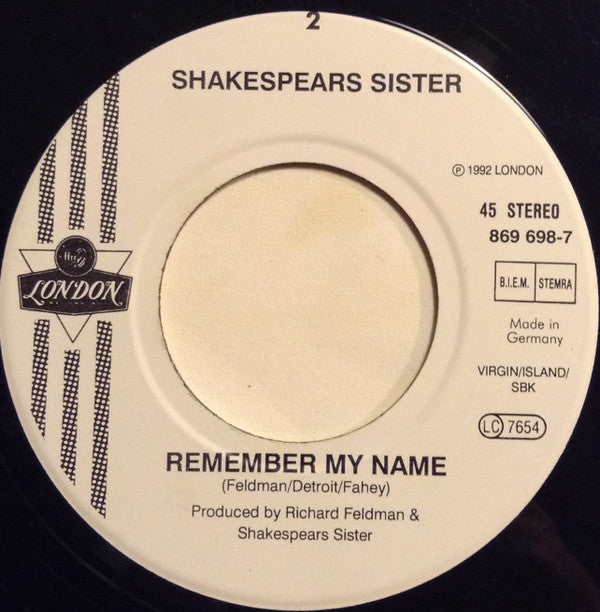 2
SHAKESPEARS SISTER
℗ 1992 LONDON
45 STEREO
869 698-7
B.I.E.M. STEMRA
LONDON
Made in
Germany
VIRGIN/ISLAND/
SBK
LC 7654
REMEMBER MY NAME
(Feldman/Detroit/Fahey)
Produced by Richard Feldman &
Shakespears Sister